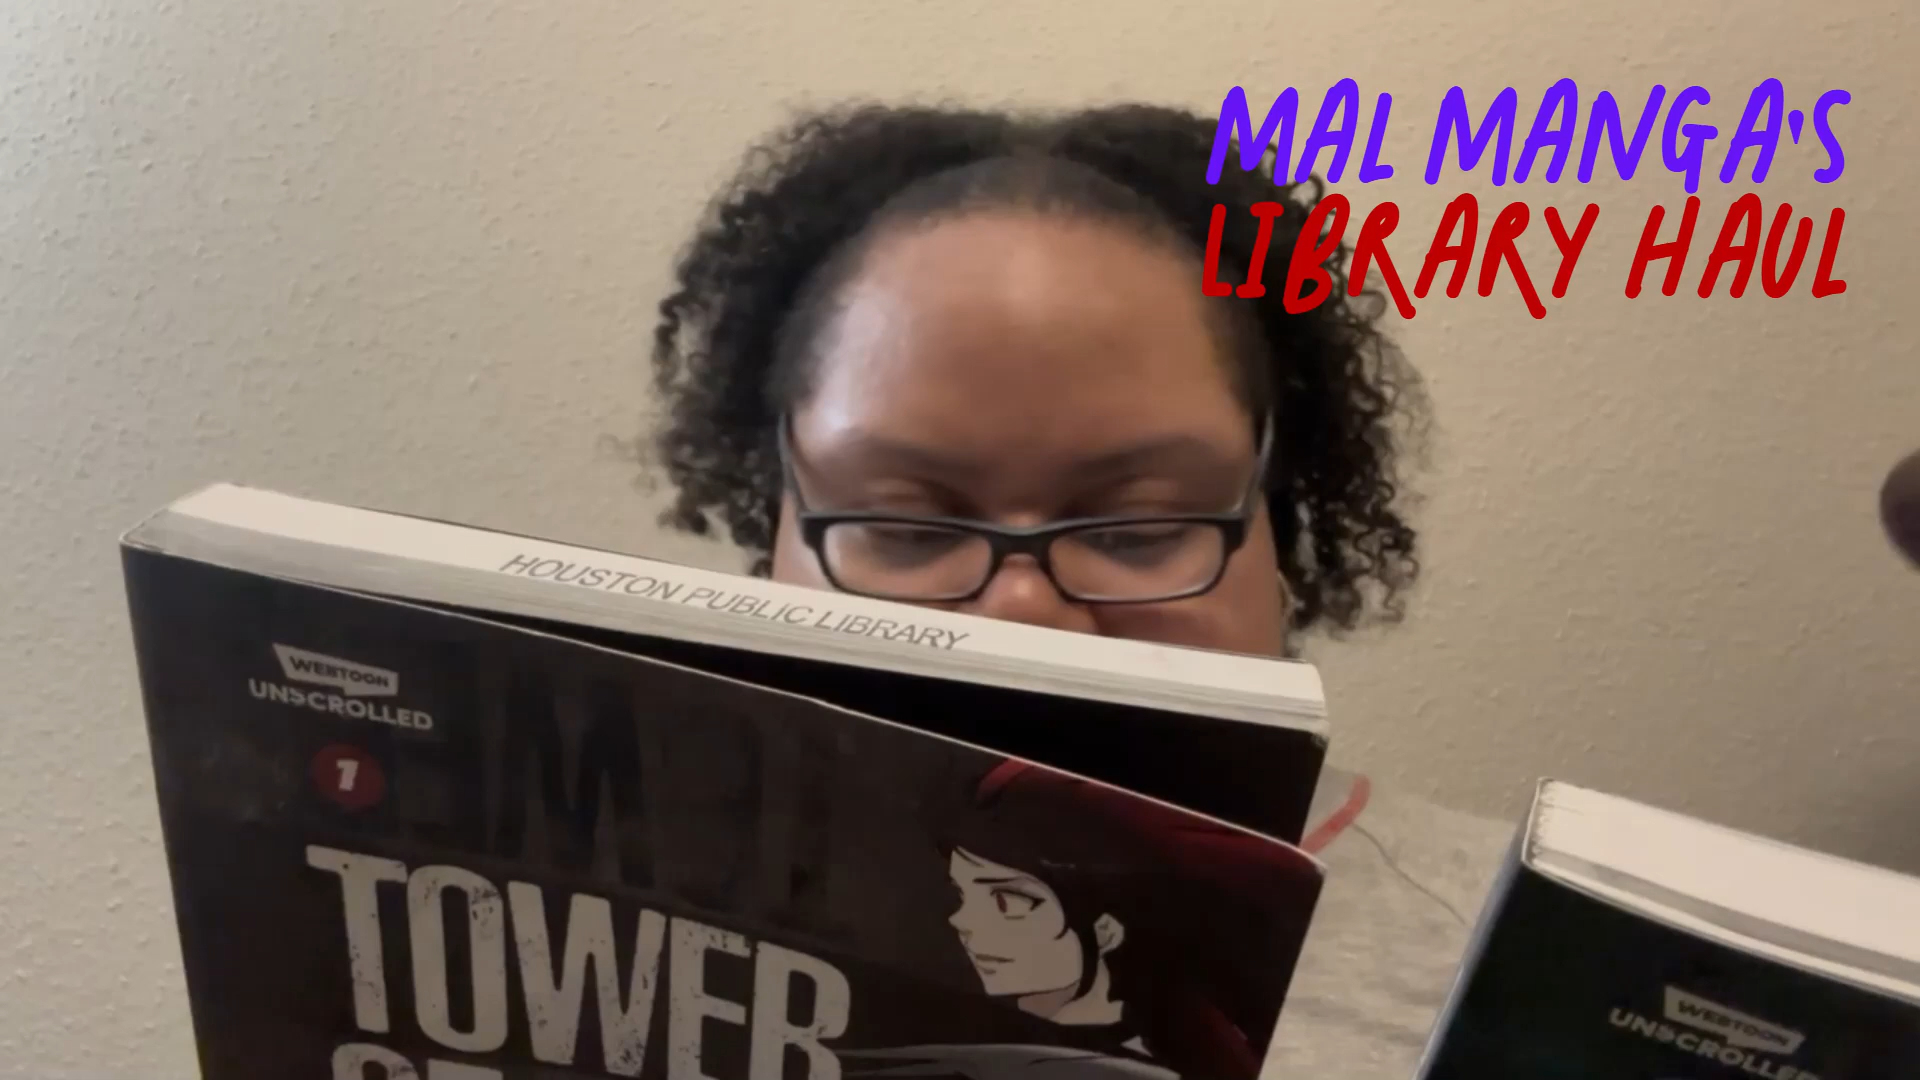 MAL MANGA'S
LIBRARY HAUL
HOUSTON PUBLIC LIBRARY
WEBTOON
UNSCROLLED
1
TOWER
WEBTOON
UNSCROLLED